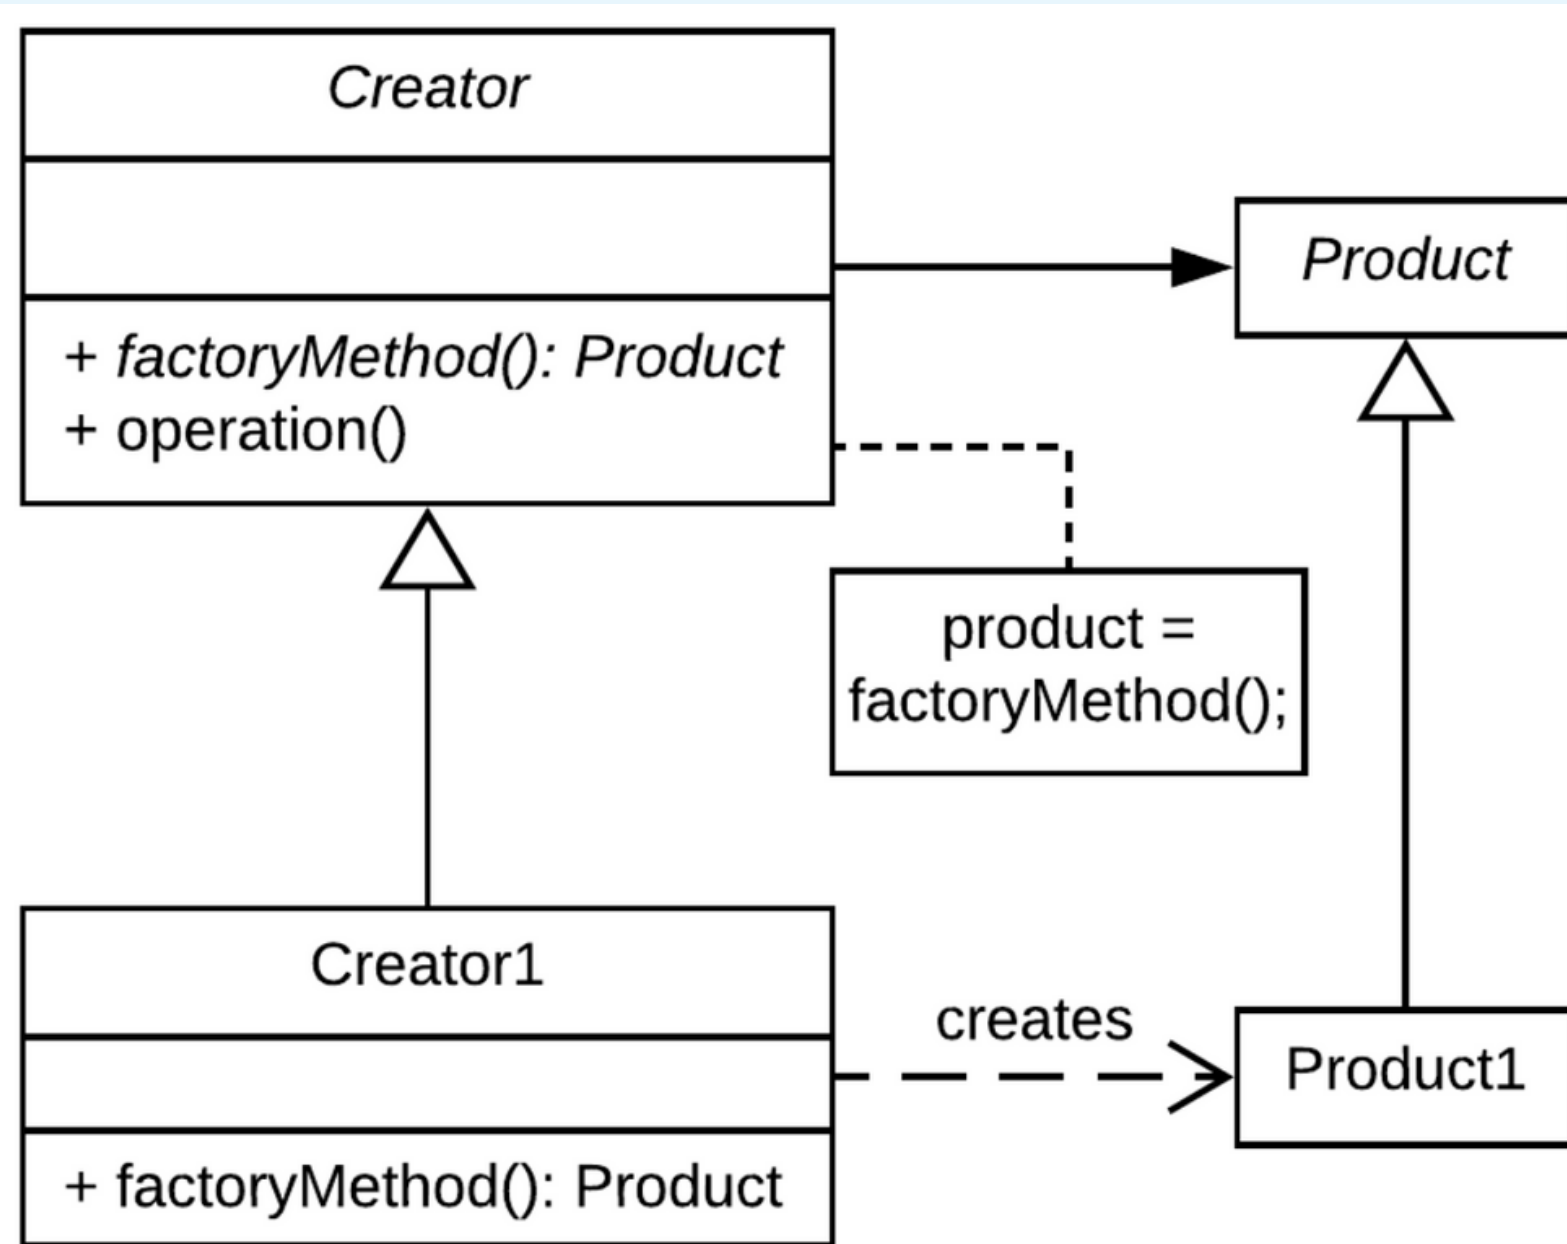 Creator
+ factoryMethod(): Product
+ operation()
Product
product =
factoryMethod();
Creator1
+ factoryMethod(): Product
creates
Product1